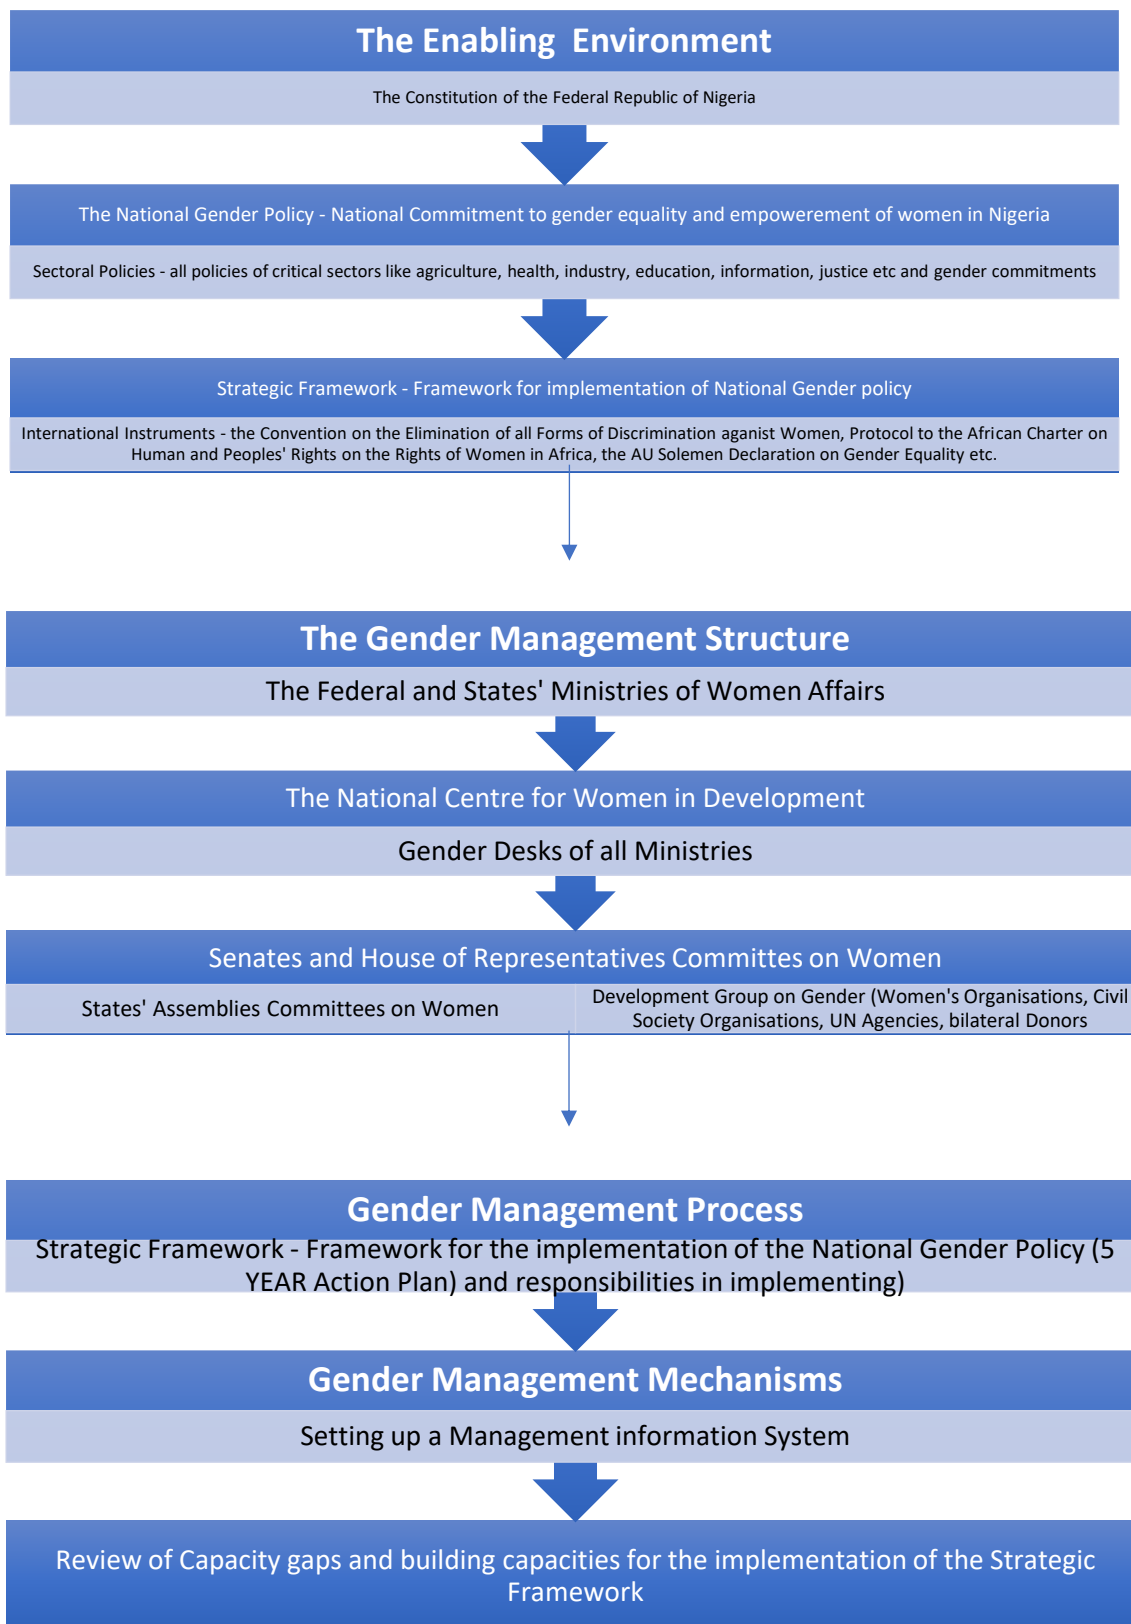 The Enabling  Environment
The Constitution of the Federal Republic of Nigeria
The National Gender Policy - National Commitment to gender equality and empowerement of women in Nigeria
Sectoral Policies - all policies of critical sectors like agriculture, health, industry, education, information, justice etc and gender commitments
Strategic Framework - Framework for implementation of National Gender policy
International Instruments - the Convention on the Elimination of all Forms of Discrimination aganist Women, Protocol to the African Charter on
Human and Peoples' Rights on the Rights of Women in Africa, the AU Solemen Declaration on Gender Equality etc.
The Gender Management Structure
The Federal and States' Ministries of Women Affairs
The National Centre for Women in Development
Gender Desks of all Ministries
Senates and House of Representatives Committes on Women
States' Assemblies Committees on Women
Development Group on Gender (Women's Organisations, Civil
Society Organisations, UN Agencies, bilateral Donors
Gender Management Process
Strategic Framework - Framework for the implementation of the National Gender Policy (5
YEAR Action Plan) and responsibilities in implementing)
Gender Management Mechanisms
Setting up a Management information System
Review of Capacity gaps and building capacities for the implementation of the Strategic
Framework